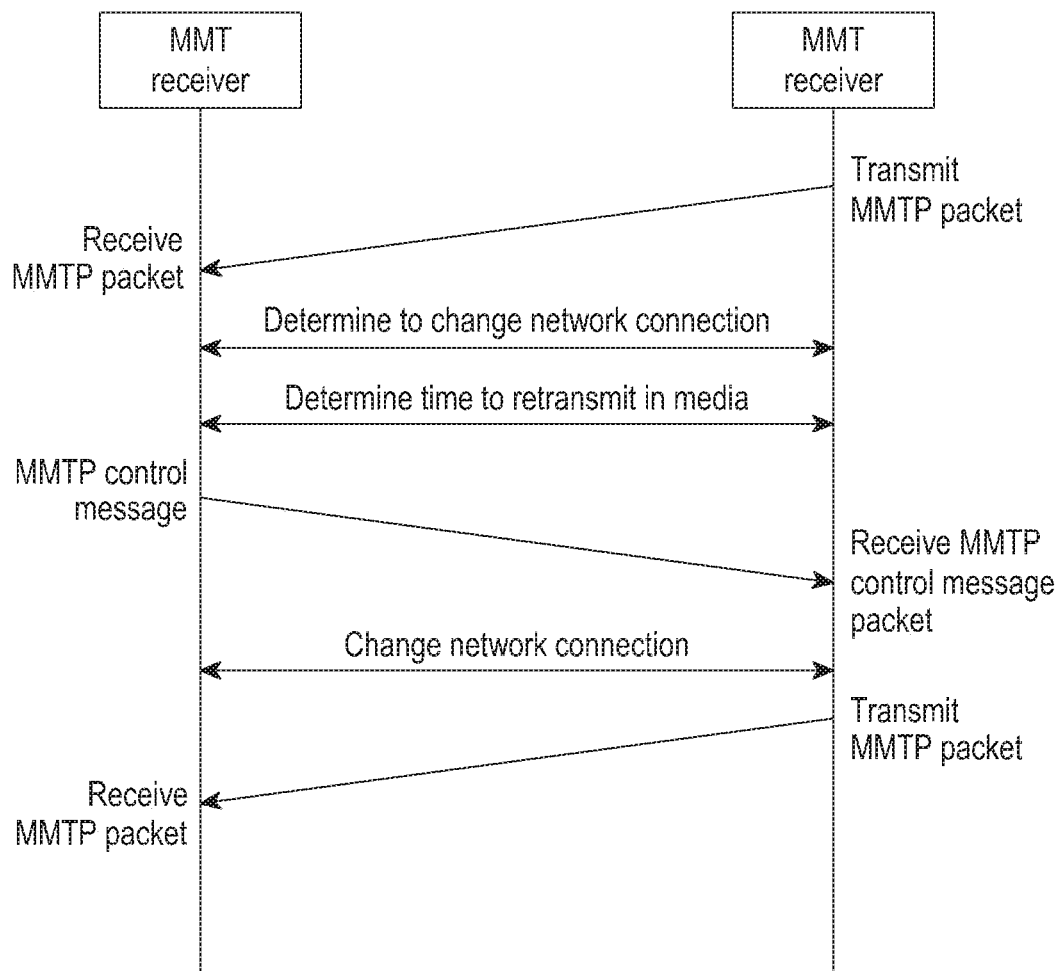 MMT
receiver
MMT
receiver
Transmit
MMTP packet
Receive
MMTP packet
Determine to change network connection
Determine time to retransmit in media
MMTP control
message
Receive MMTP
control message
packet
Change network connection
Transmit
MMTP packet
Receive
MMTP packet